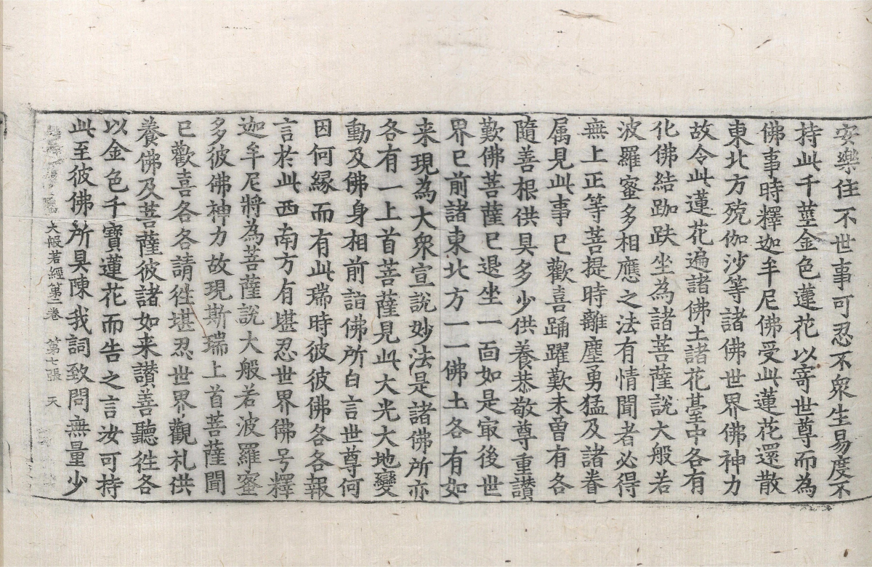 安樂住不世事可忍不衆生易度不
持此千莖金色蓮花以寄世尊而為
佛事時釋迦牟尼佛受此蓮花還散
東北方殑伽沙等諸佛世界佛神力
故令此蓮花遍諸佛土諸花臺中各有
化佛結跏趺坐為諸菩薩說大般若
波羅蜜多相應之法有情聞者必得
無上正等菩提時離塵勇猛及諸眷
属見此事已歡喜踊躍歎未曾有各
隨善根供具多少供養恭敬尊重讃
歎佛菩薩已退坐一面如是㝡後世
界已前諸東北方一一佛土各有如
来現為大衆宣說妙法是諸佛所亦
各有一上首菩薩見此大光大地變
動及佛身相前詣佛所白言世尊何
因何緣而有此瑞時彼彼佛各各報
言於此西南方有堪忍世界佛号釋
迦牟尼將為菩薩說大般若波羅蜜
多彼佛神力故現斯瑞上首菩薩聞
已歡喜各各請徃堪忍世界觀礼供
養佛及菩薩彼諸如来讃善聽徃各
以金色千寶蓮花而告之言汝可持
此至彼佛所具陳我詞致問無量少
大般若經第二卷 第七張 天